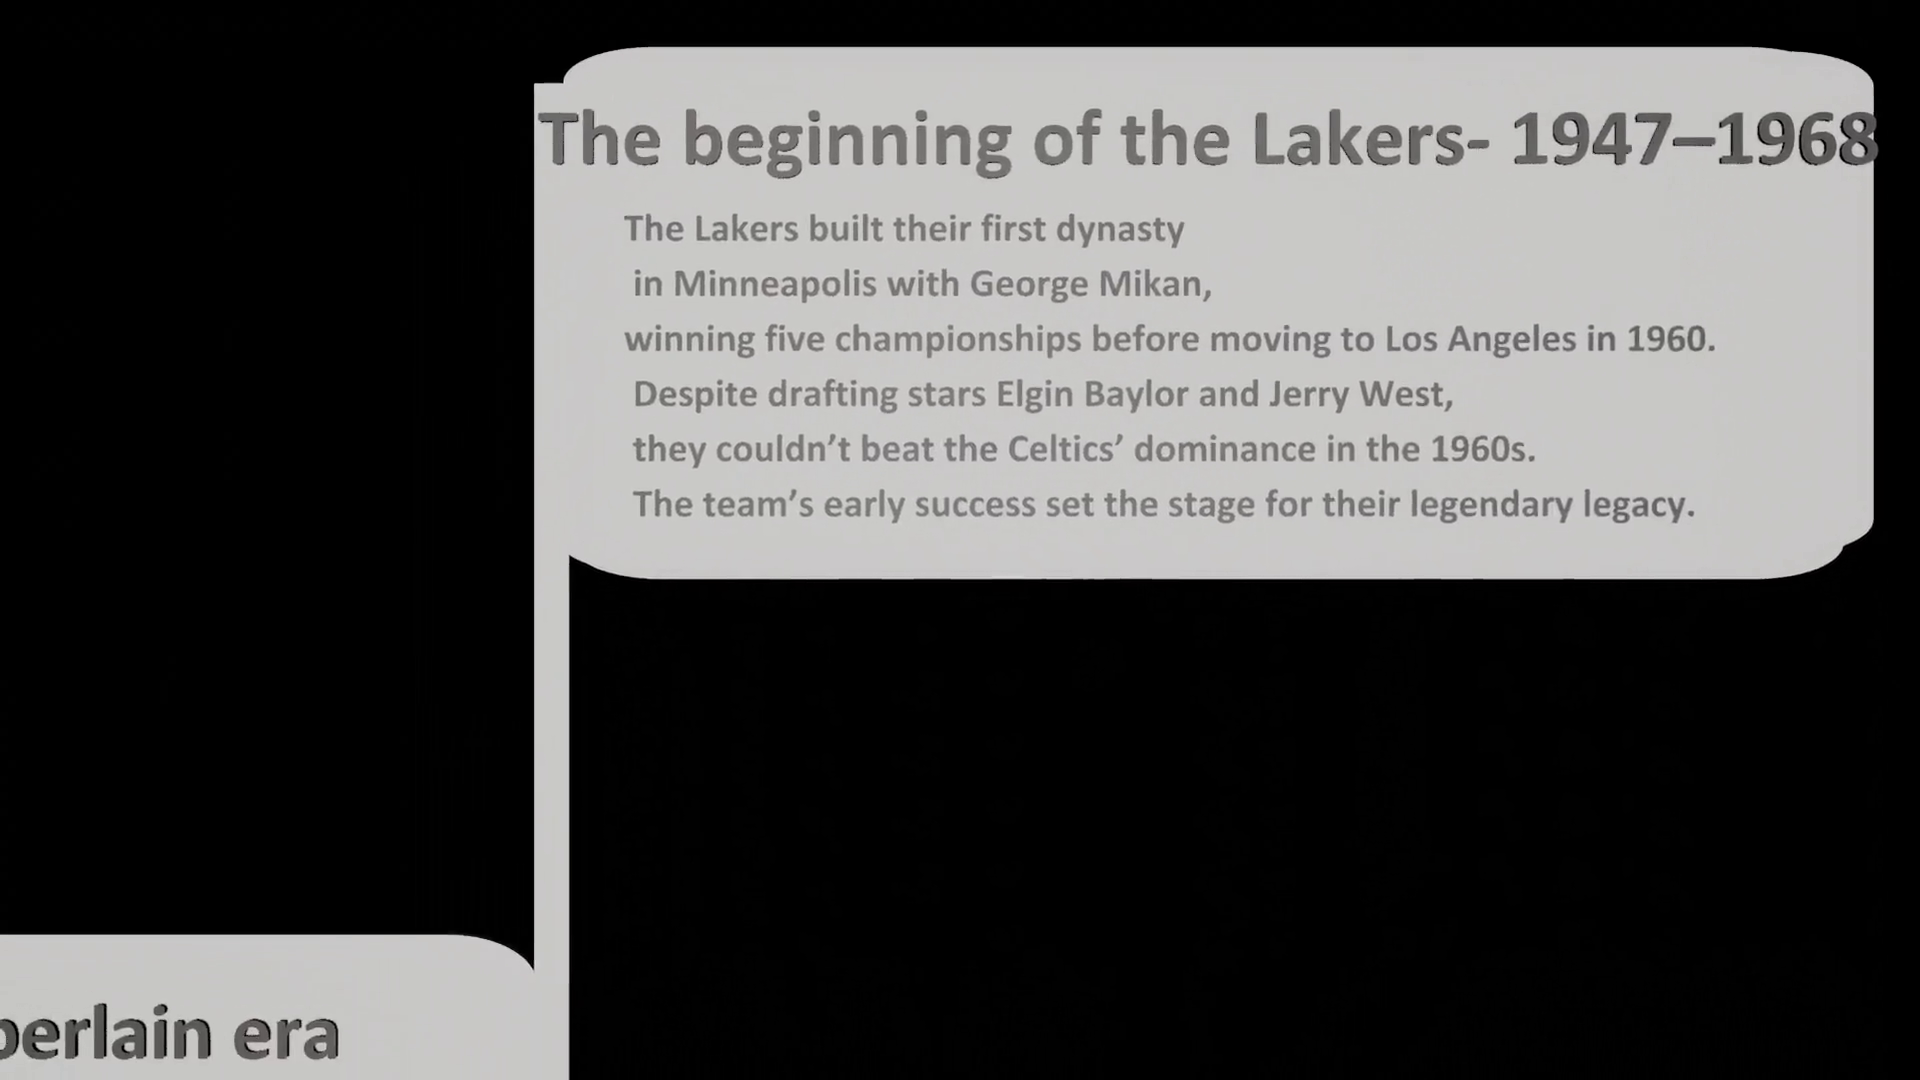 The beginning of the Lakers- 1947–1968
The Lakers built their first dynasty
in Minneapolis with George Mikan,
winning five championships before moving to Los Angeles in 1960.
Despite drafting stars Elgin Baylor and Jerry West,
they couldn’t beat the Celtics’ dominance in the 1960s.
The team’s early success set the stage for their legendary legacy.
era